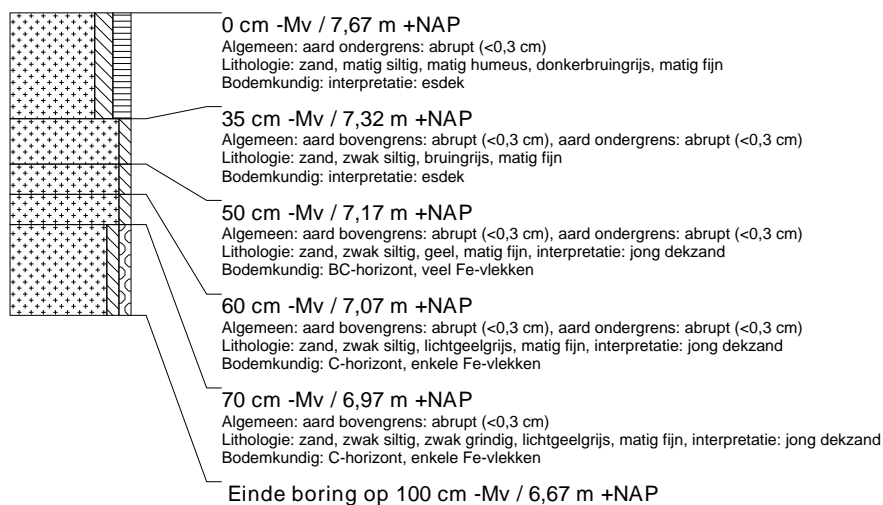 0 cm -Mv / 7,67 m +NAP
Algemeen: aard ondergrens: abrupt (<0,3 cm)
Lithologie: zand, matig siltig, matig humeus, donkerbruingrijs, matig fijn
Bodemkundig: interpretatie: esdek
35 cm -Mv / 7,32 m +NAP
Algemeen: aard bovengrens: abrupt (<0,3 cm), aard ondergrens: abrupt (<0,3 cm)
Lithologie: zand, zwak siltig, bruingrijs, matig fijn
Bodemkundig: interpretatie: esdek
50 cm -Mv / 7,17 m +NAP
Algemeen: aard bovengrens: abrupt (<0,3 cm), aard ondergrens: abrupt (<0,3 cm)
Lithologie: zand, zwak siltig, geel, matig fijn, interpretatie: jong dekzand
Bodemkundig: BC-horizont, veel Fe-vlekken
60 cm -Mv / 7,07 m +NAP
Algemeen: aard bovengrens: abrupt (<0,3 cm), aard ondergrens: abrupt (<0,3 cm)
Lithologie: zand, zwak siltig, lichtgeelgrijs, matig fijn, interpretatie: jong dekzand
Bodemkundig: C-horizont, enkele Fe-vlekken
70 cm -Mv / 6,97 m +NAP
Algemeen: aard bovengrens: abrupt (<0,3 cm)
Lithologie: zand, zwak siltig, zwak grindig, lichtgeelgrijs, matig fijn, interpretatie: jong dekzand
Bodemkundig: C-horizont, enkele Fe-vlekken
Einde boring op 100 cm -Mv / 6,67 m +NAP